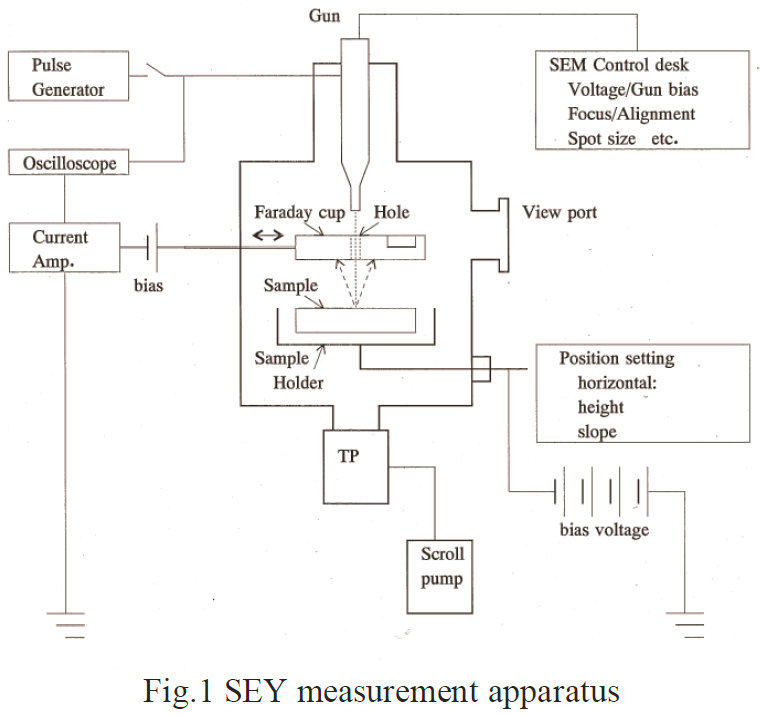 Gun
Pulse
Generator
SEM Control desk
Voltage/Gun bias
Focus/Alignment
Spot size etc.
Oscilloscope
Faraday cup
Hole
View port
Current
Amp.
bias
Sample
Sample
Holder
Position setting
horizontal:
height
slope
TP
bias voltage
Scroll
pump
Fig.1 SEY measurement apparatus